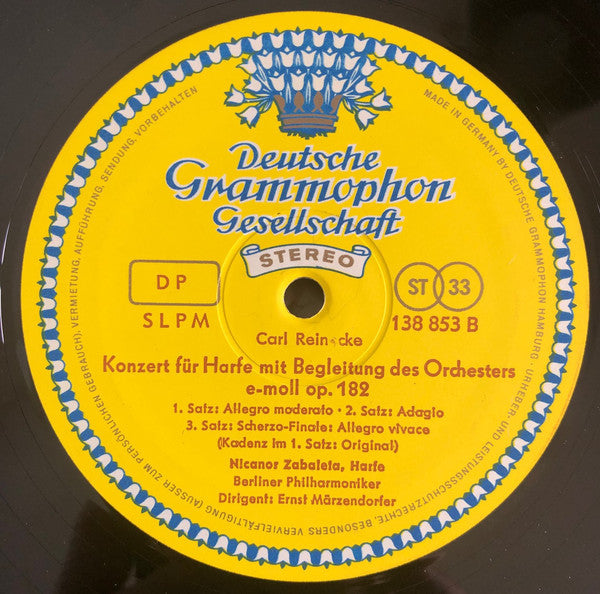 Deutsche
Grammophon
Gesellschaft
STEREO
DP
SLPM
ST 33
138 853 B
Carl Reinecke
Konzert für Harfe mit Begleitung des Orchesters
e-moll op. 182
1. Satz: Allegro moderato · 2. Satz: Adagio
3. Satz: Scherzo-Finale: Allegro vivace
(Kadenz im 1. Satz: Original)
Nicanor Zabaleta, Harfe
Berliner Philharmoniker
Dirigent: Ernst Märzendorfer
MADE IN GERMANY BY DEUTSCHE GRAMMOPHON HAMBURG · URHEBER- UND LEISTUNGSSCHUTZRECHTE, BESONDERS VERVIELFÄLTIGUNG (AUSSER ZUM PERSÖNLICHEN GEBRAUCH), VERMIETUNG, AUFFÜHRUNG, SENDUNG, VORBEHALTEN